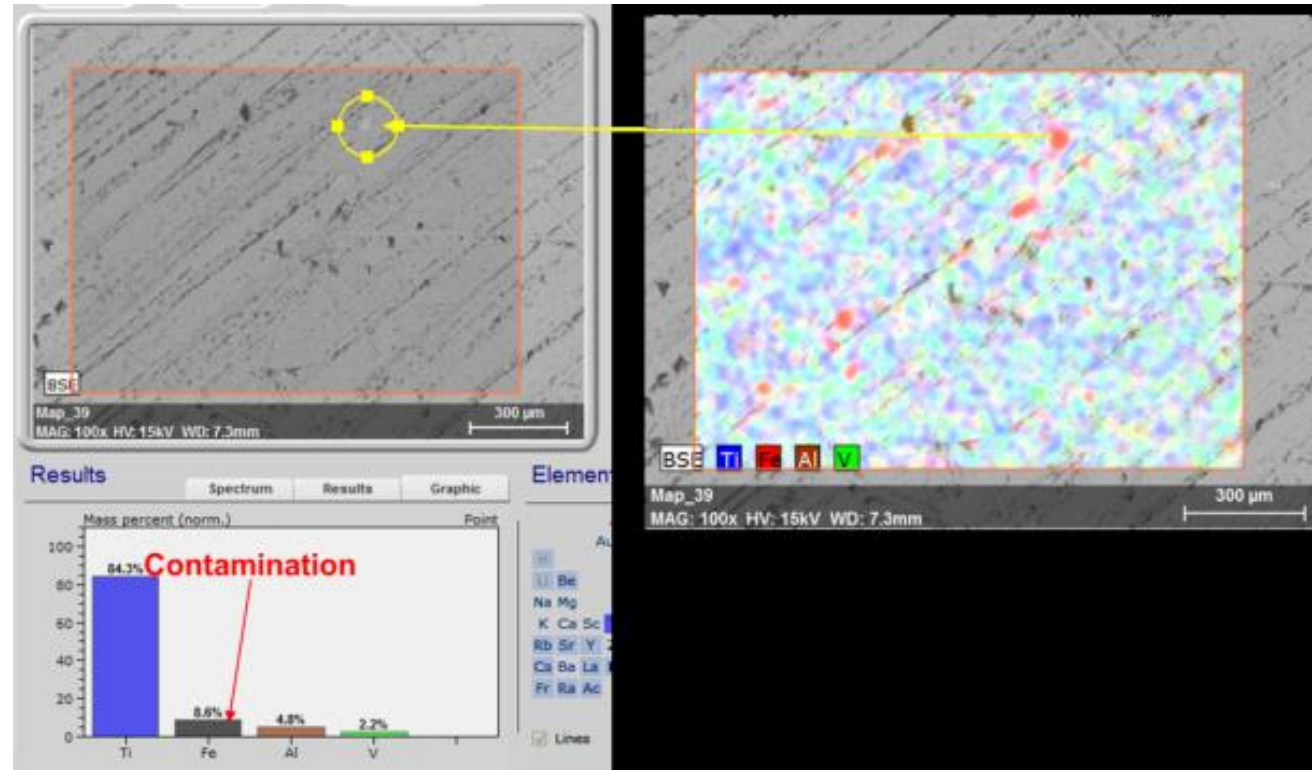 BSE
Map_39
300 µm
MAG: 100x HV: 15kV WD: 7.3mm
BSE Ti Fe Al V
Map_39
300 µm
MAG: 100x HV: 15kV WD: 7.3mm
Results
Spectrum
Results
Graphic
Mass percent (norm.)
Point
100
80
60
40
20
0
84.3%
8.6%
4.8%
2.2%
Contamination
Ti
Fe
Al
V
Elemen
Au
H
Li Be
Na Mg
K Ca Sc
Rb Sr Y
Cs Ba La
Fr Ra Ac
Lines